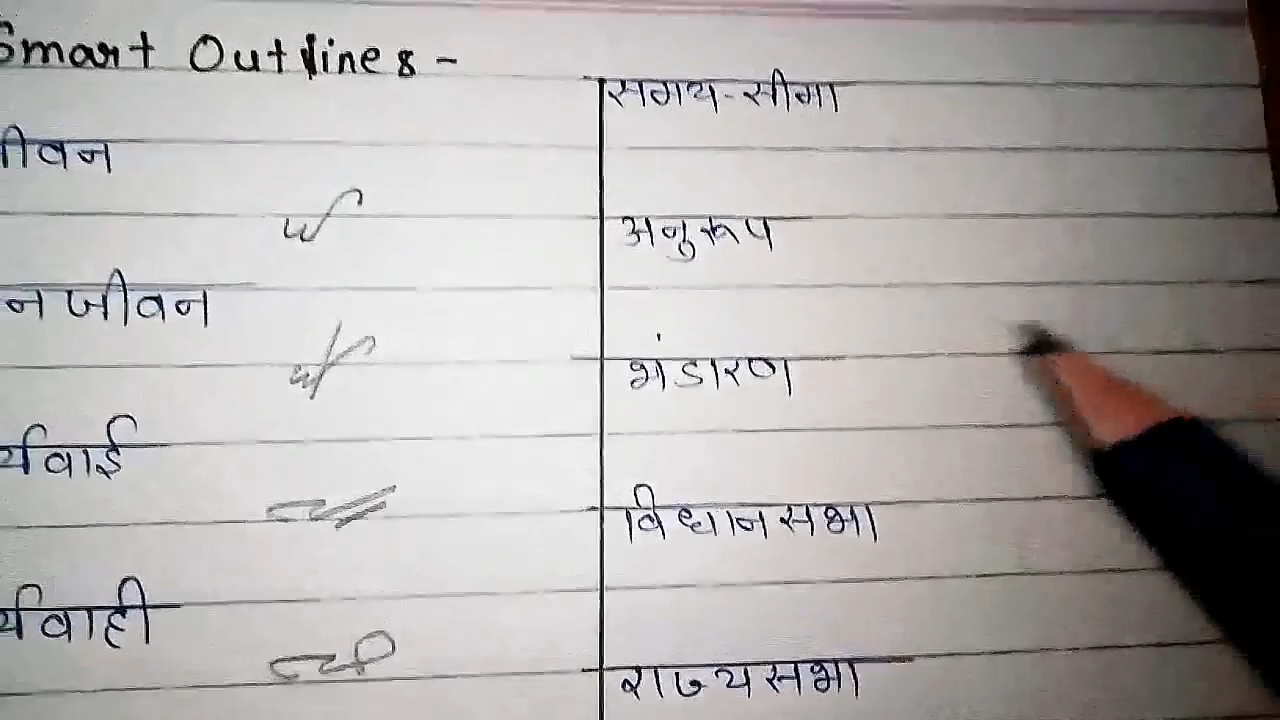 Smart Outlines -
ीवन
न जीवन
र्यवाई
र्यवाही
समय-सीमा
अनुरूप
भंडारण
विधानसभा
राज्यसभा